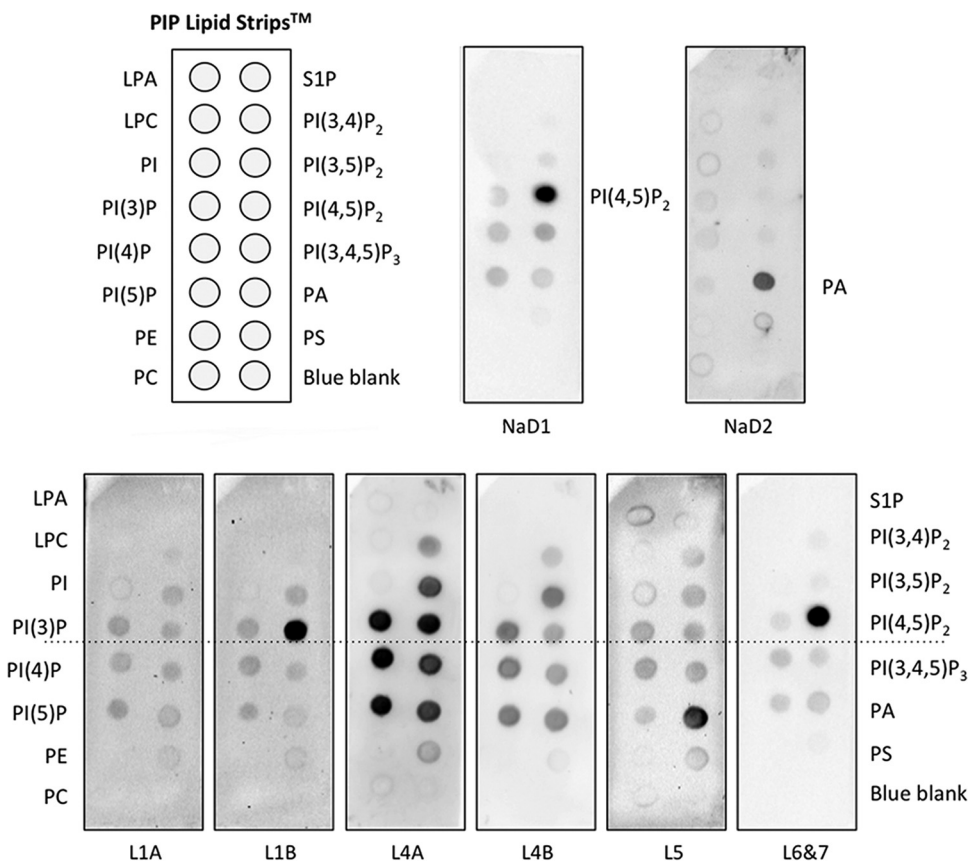 PIP Lipid Strips™
LPA S1P
LPC PI(3,4)P₂
PI PI(3,5)P₂
PI(3)P PI(4,5)P₂
PI(4)P PI(3,4,5)P₃
PI(5)P PA
PE PS
PC Blue blank
PI(4,5)P₂
PA
NaD1 NaD2
LPA S1P
LPC PI(3,4)P₂
PI PI(3,5)P₂
PI(3)P PI(4,5)P₂
PI(4)P PI(3,4,5)P₃
PI(5)P PA
PE PS
PC Blue blank
L1A L1B L4A L4B L5 L6&7